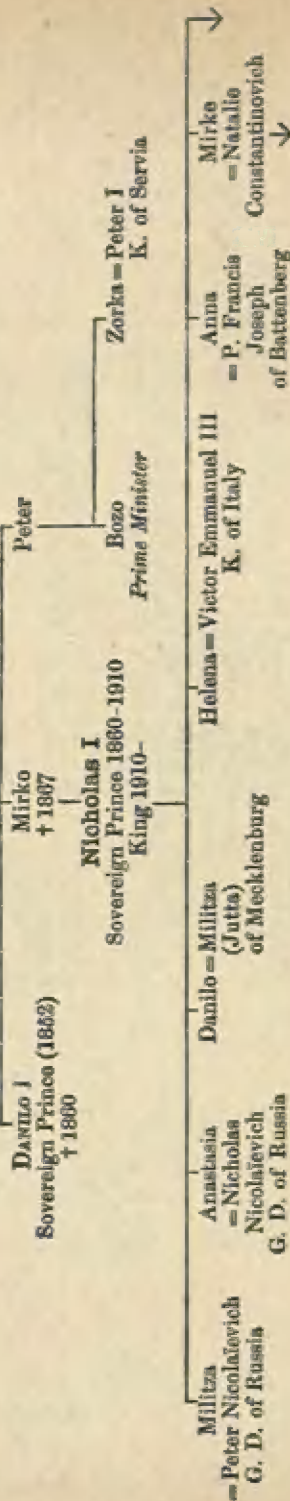 DANILO I
Sovereign Prince (1852)
† 1860
Mirko
† 1867
Peter
Nicholas I
Sovereign Prince 1860-1910
King 1910-
Bozo
Prime Minister
Zorka = Peter I
K. of Servia
Militza
= Peter Nicolaïevich
G. D. of Russia
Anastasia
= Nicholas
Nicolaïevich
G. D. of Russia
Danilo = Militza
(Jutta)
of Mecklenburg
Helena = Victor Emmanuel III
K. of Italy
Anna
= P. Francis
Joseph
of Battenberg
Mirko
= Natalie
Constantinovich